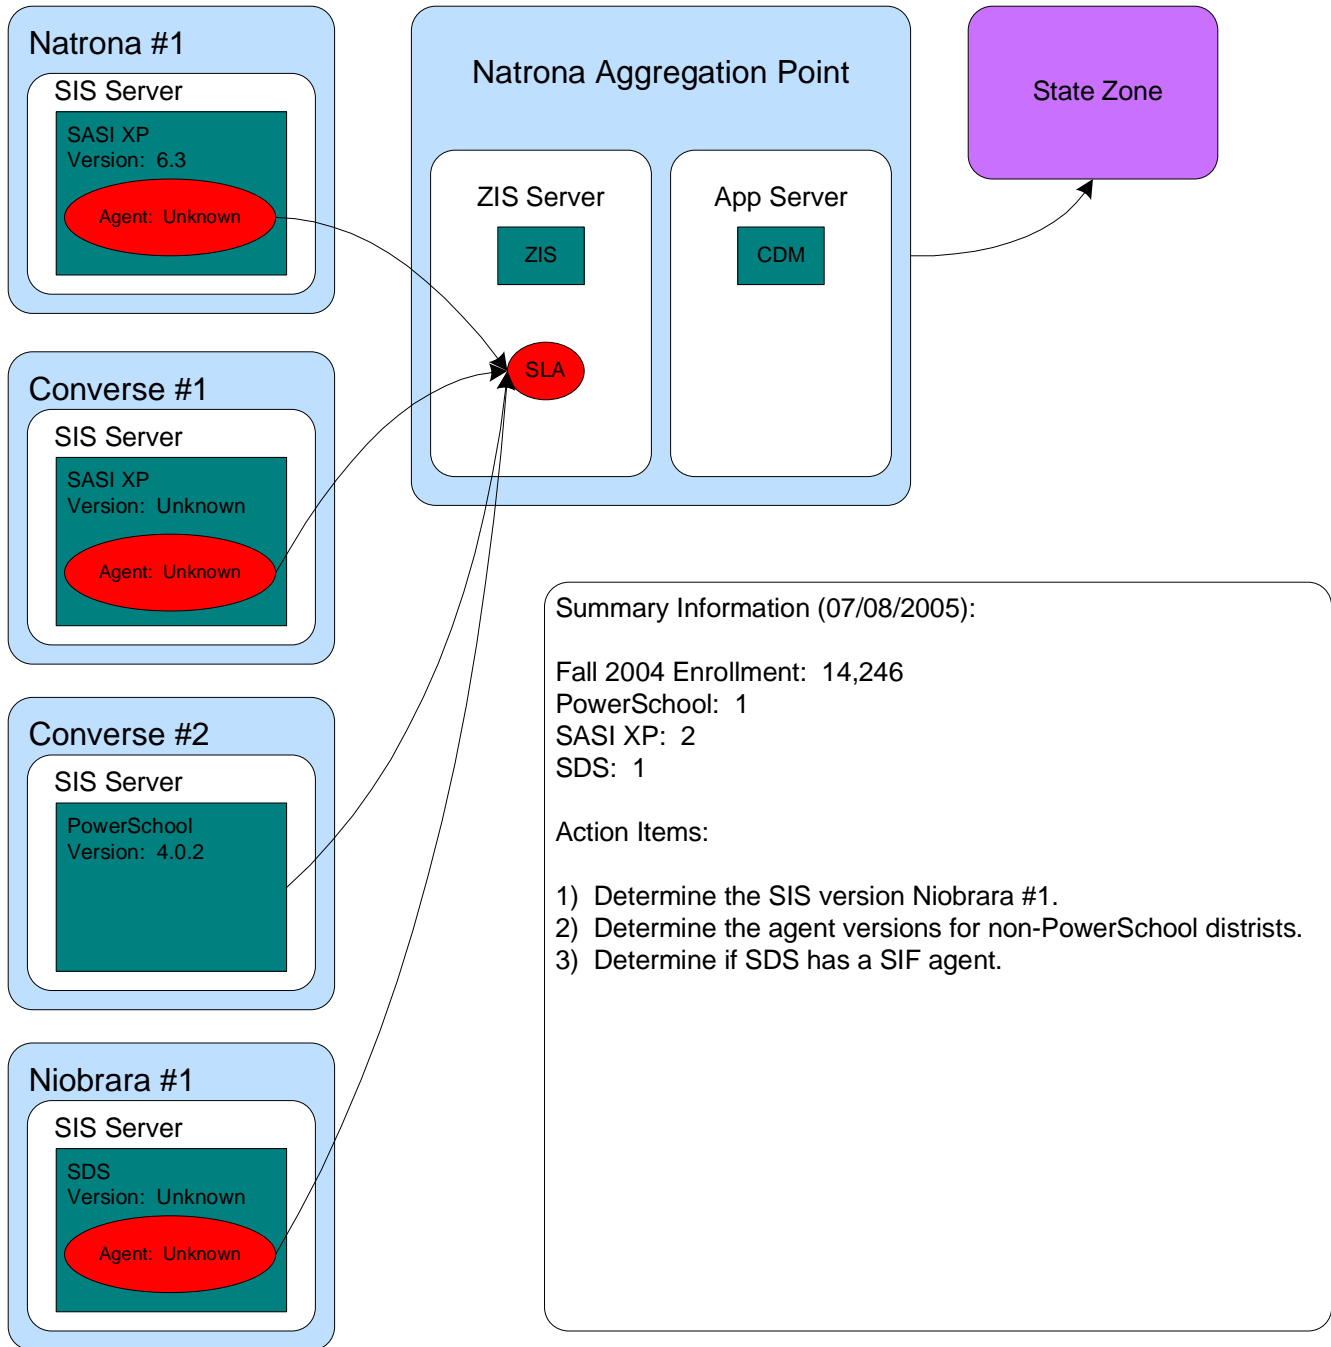 Natrona #1
SIS Server
SASI XP
Version:  6.3
Agent:  Unknown
Converse #1
SIS Server
SASI XP
Version:  Unknown
Agent:  Unknown
Converse #2
SIS Server
PowerSchool
Version:  4.0.2
Niobrara #1
SIS Server
SDS
Version:  Unknown
Agent:  Unknown
Natrona Aggregation Point
ZIS Server
ZIS
SLA
App Server
CDM
State Zone
Summary Information (07/08/2005):
Fall 2004 Enrollment:  14,246
PowerSchool:  1
SASI XP:  2
SDS:  1
Action Items:
1)  Determine the SIS version Niobrara #1.
2)  Determine the agent versions for non-PowerSchool distrists.
3)  Determine if SDS has a SIF agent.